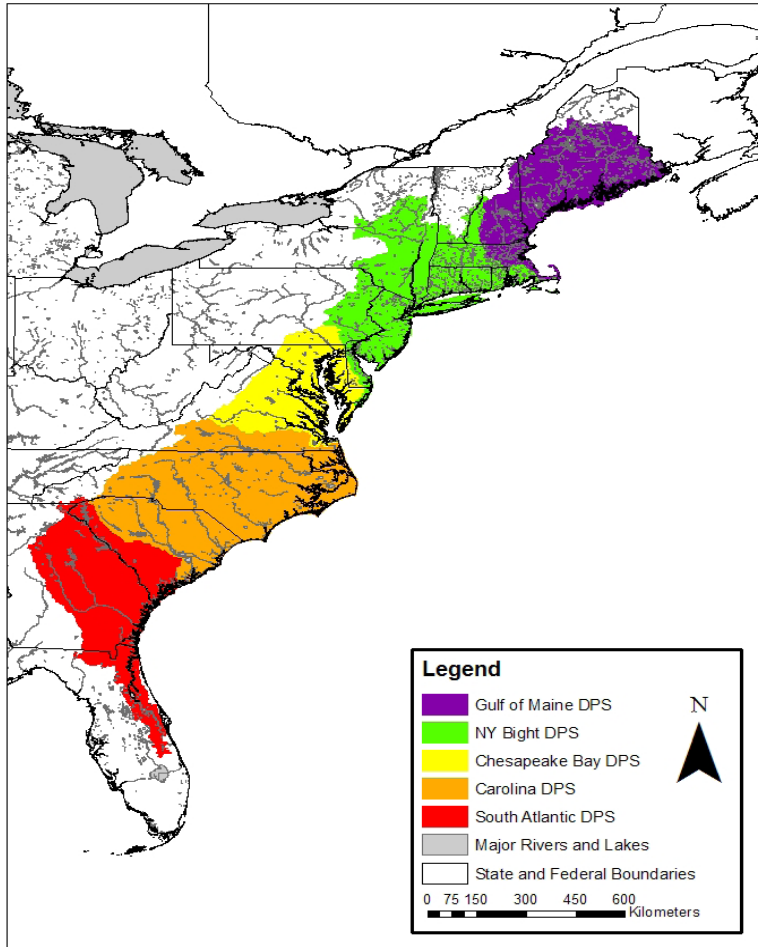 Legend
Gulf of Maine DPS
NY Bight DPS
Chesapeake Bay DPS
Carolina DPS
South Atlantic DPS
Major Rivers and Lakes
State and Federal Boundaries
N
0 75 150 300 450 600
Kilometers